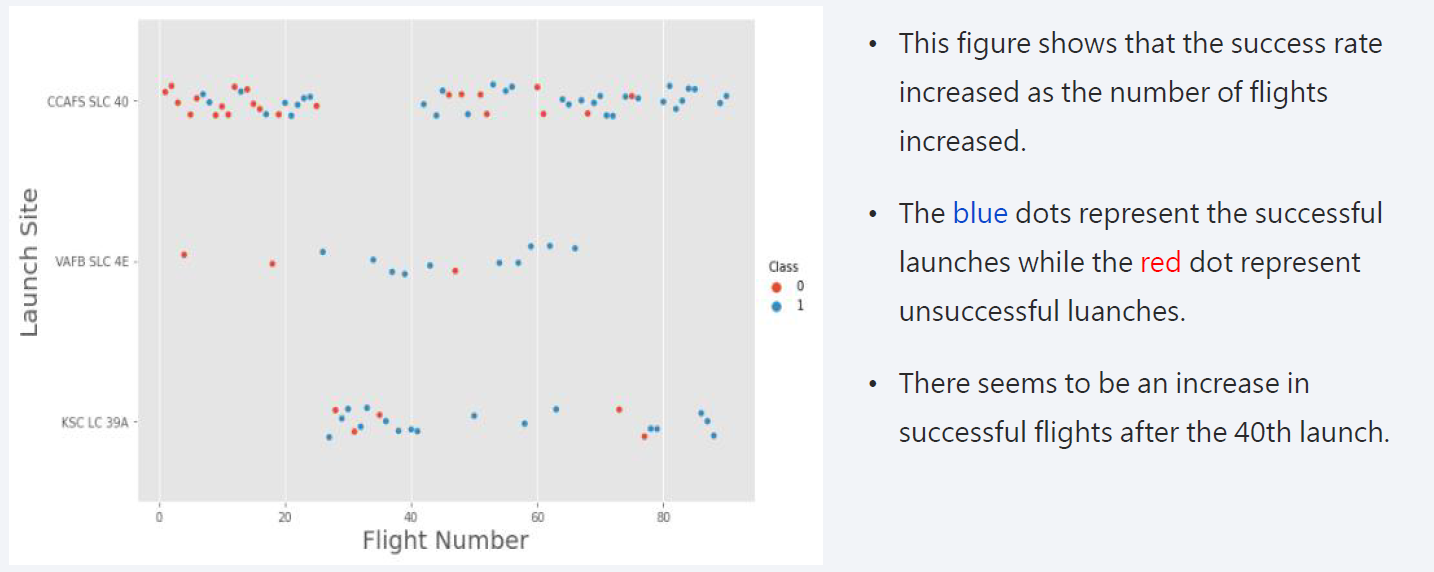 Launch Site
CCAFS SLC 40
VAFB SLC 4E
KSC LC 39A
0 20 40 60 80
Flight Number
Class
0
1
• This figure shows that the success rate
increased as the number of flights
increased.
• The blue dots represent the successful
launches while the red dot represent
unsuccessful luanches.
• There seems to be an increase in
successful flights after the 40th launch.